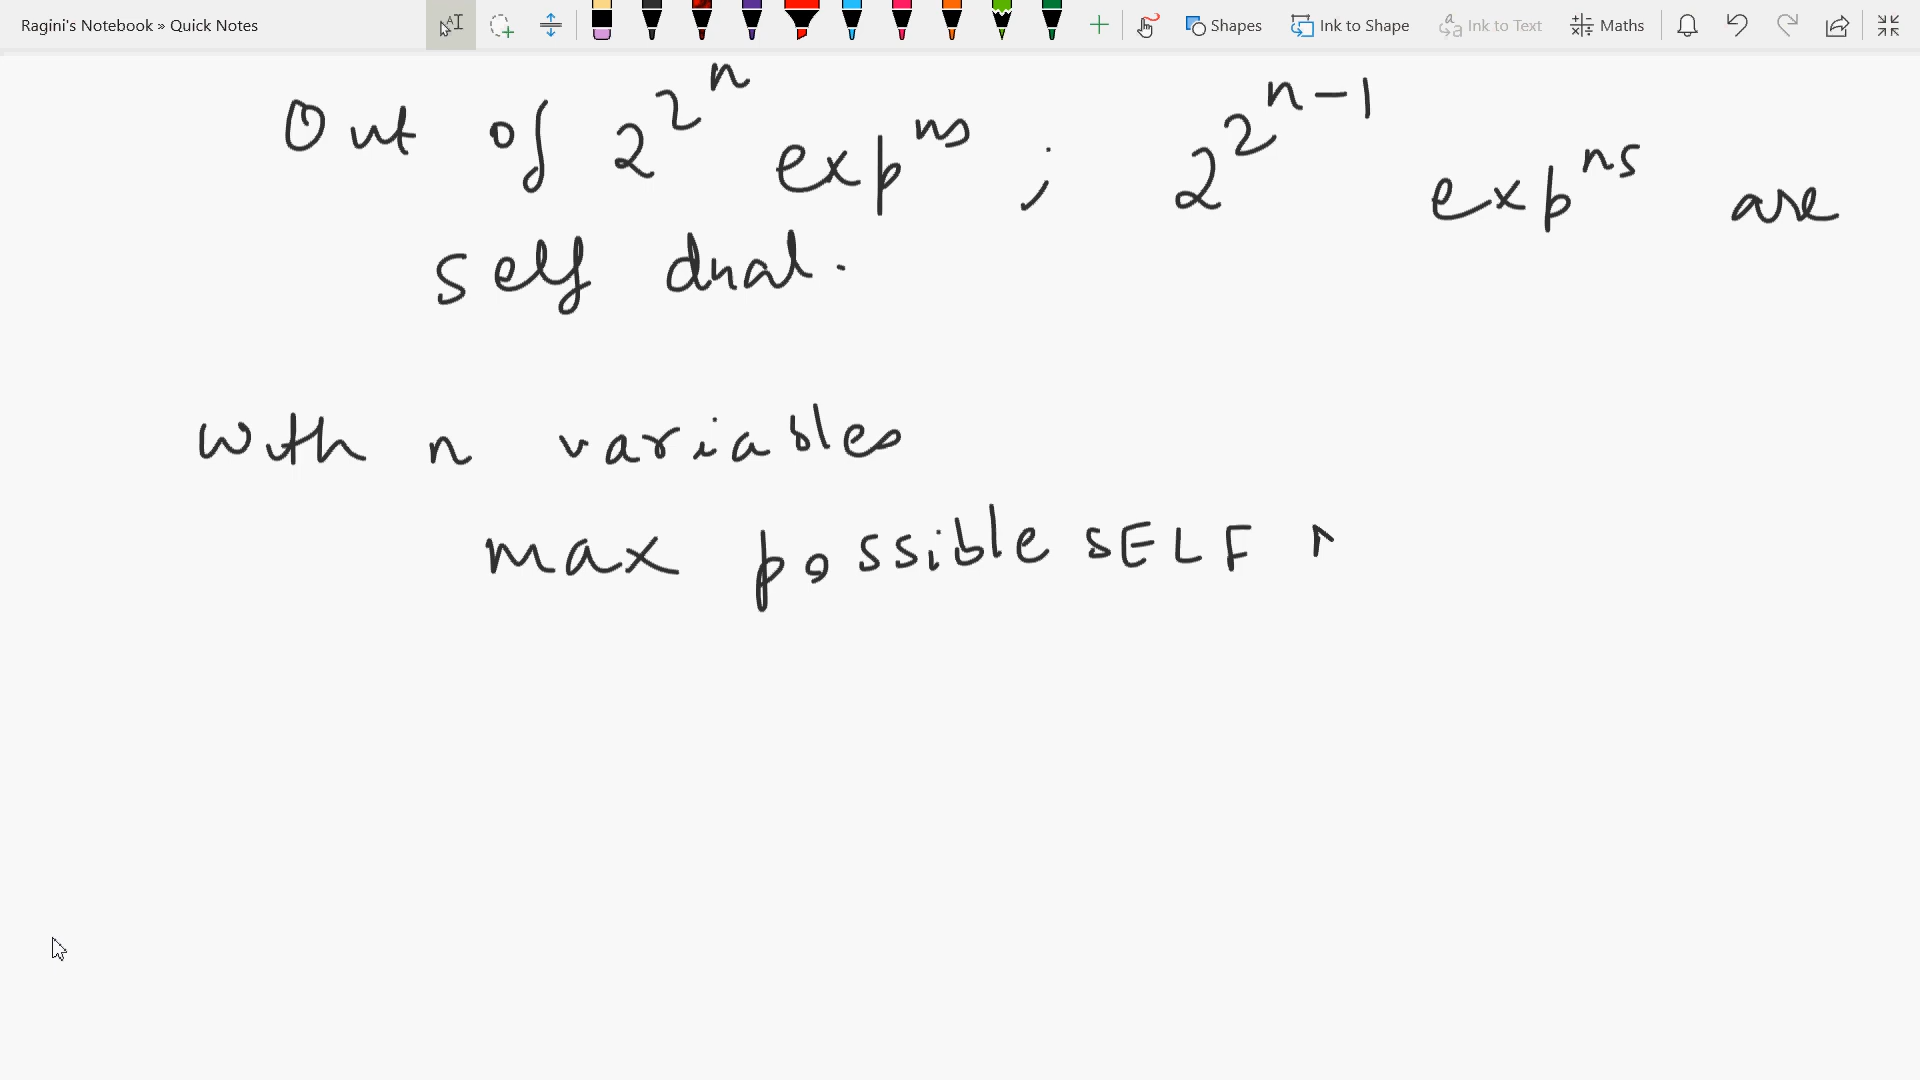 Ragini's Notebook » Quick Notes Shapes Ink to Shape Ink to Text Maths
Out of 2^2^n exp^ns ; 2^2^n-1 exp^ns are
self dual.
with n variables
max possible SELF